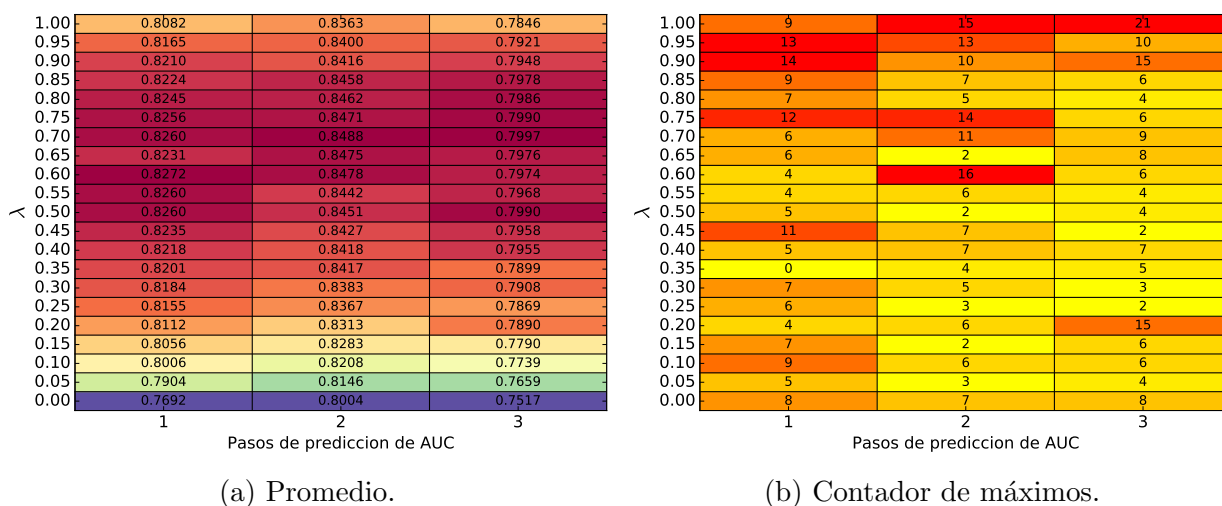 1.00 0.8082 0.8363 0.7846
0.95 0.8165 0.8400 0.7921
0.90 0.8210 0.8416 0.7948
0.85 0.8224 0.8458 0.7978
0.80 0.8245 0.8462 0.7986
0.75 0.8256 0.8471 0.7990
0.70 0.8260 0.8488 0.7997
0.65 0.8231 0.8475 0.7976
0.60 0.8272 0.8478 0.7974
0.55 0.8260 0.8442 0.7968
λ
0.50 0.8260 0.8451 0.7990
0.45 0.8235 0.8427 0.7958
0.40 0.8218 0.8418 0.7955
0.35 0.8201 0.8417 0.7899
0.30 0.8184 0.8383 0.7908
0.25 0.8155 0.8367 0.7869
0.20 0.8112 0.8313 0.7890
0.15 0.8056 0.8283 0.7790
0.10 0.8006 0.8208 0.7739
0.05 0.7904 0.8146 0.7659
0.00 0.7692 0.8004 0.7517
1 2 3
Pasos de prediccion de AUC
(a) Promedio.
1.00 9 15 21
0.95 13 13 10
0.90 14 10 15
0.85 9 7 6
0.80 7 5 4
0.75 12 14 6
0.70 6 11 9
0.65 6 2 8
0.60 4 16 6
0.55 4 6 4
λ
0.50 5 2 4
0.45 11 7 2
0.40 5 7 7
0.35 0 4 5
0.30 7 5 3
0.25 6 3 2
0.20 4 6 15
0.15 7 2 6
0.10 9 6 6
0.05 5 3 4
0.00 8 7 8
1 2 3
Pasos de prediccion de AUC
(b) Contador de máximos.